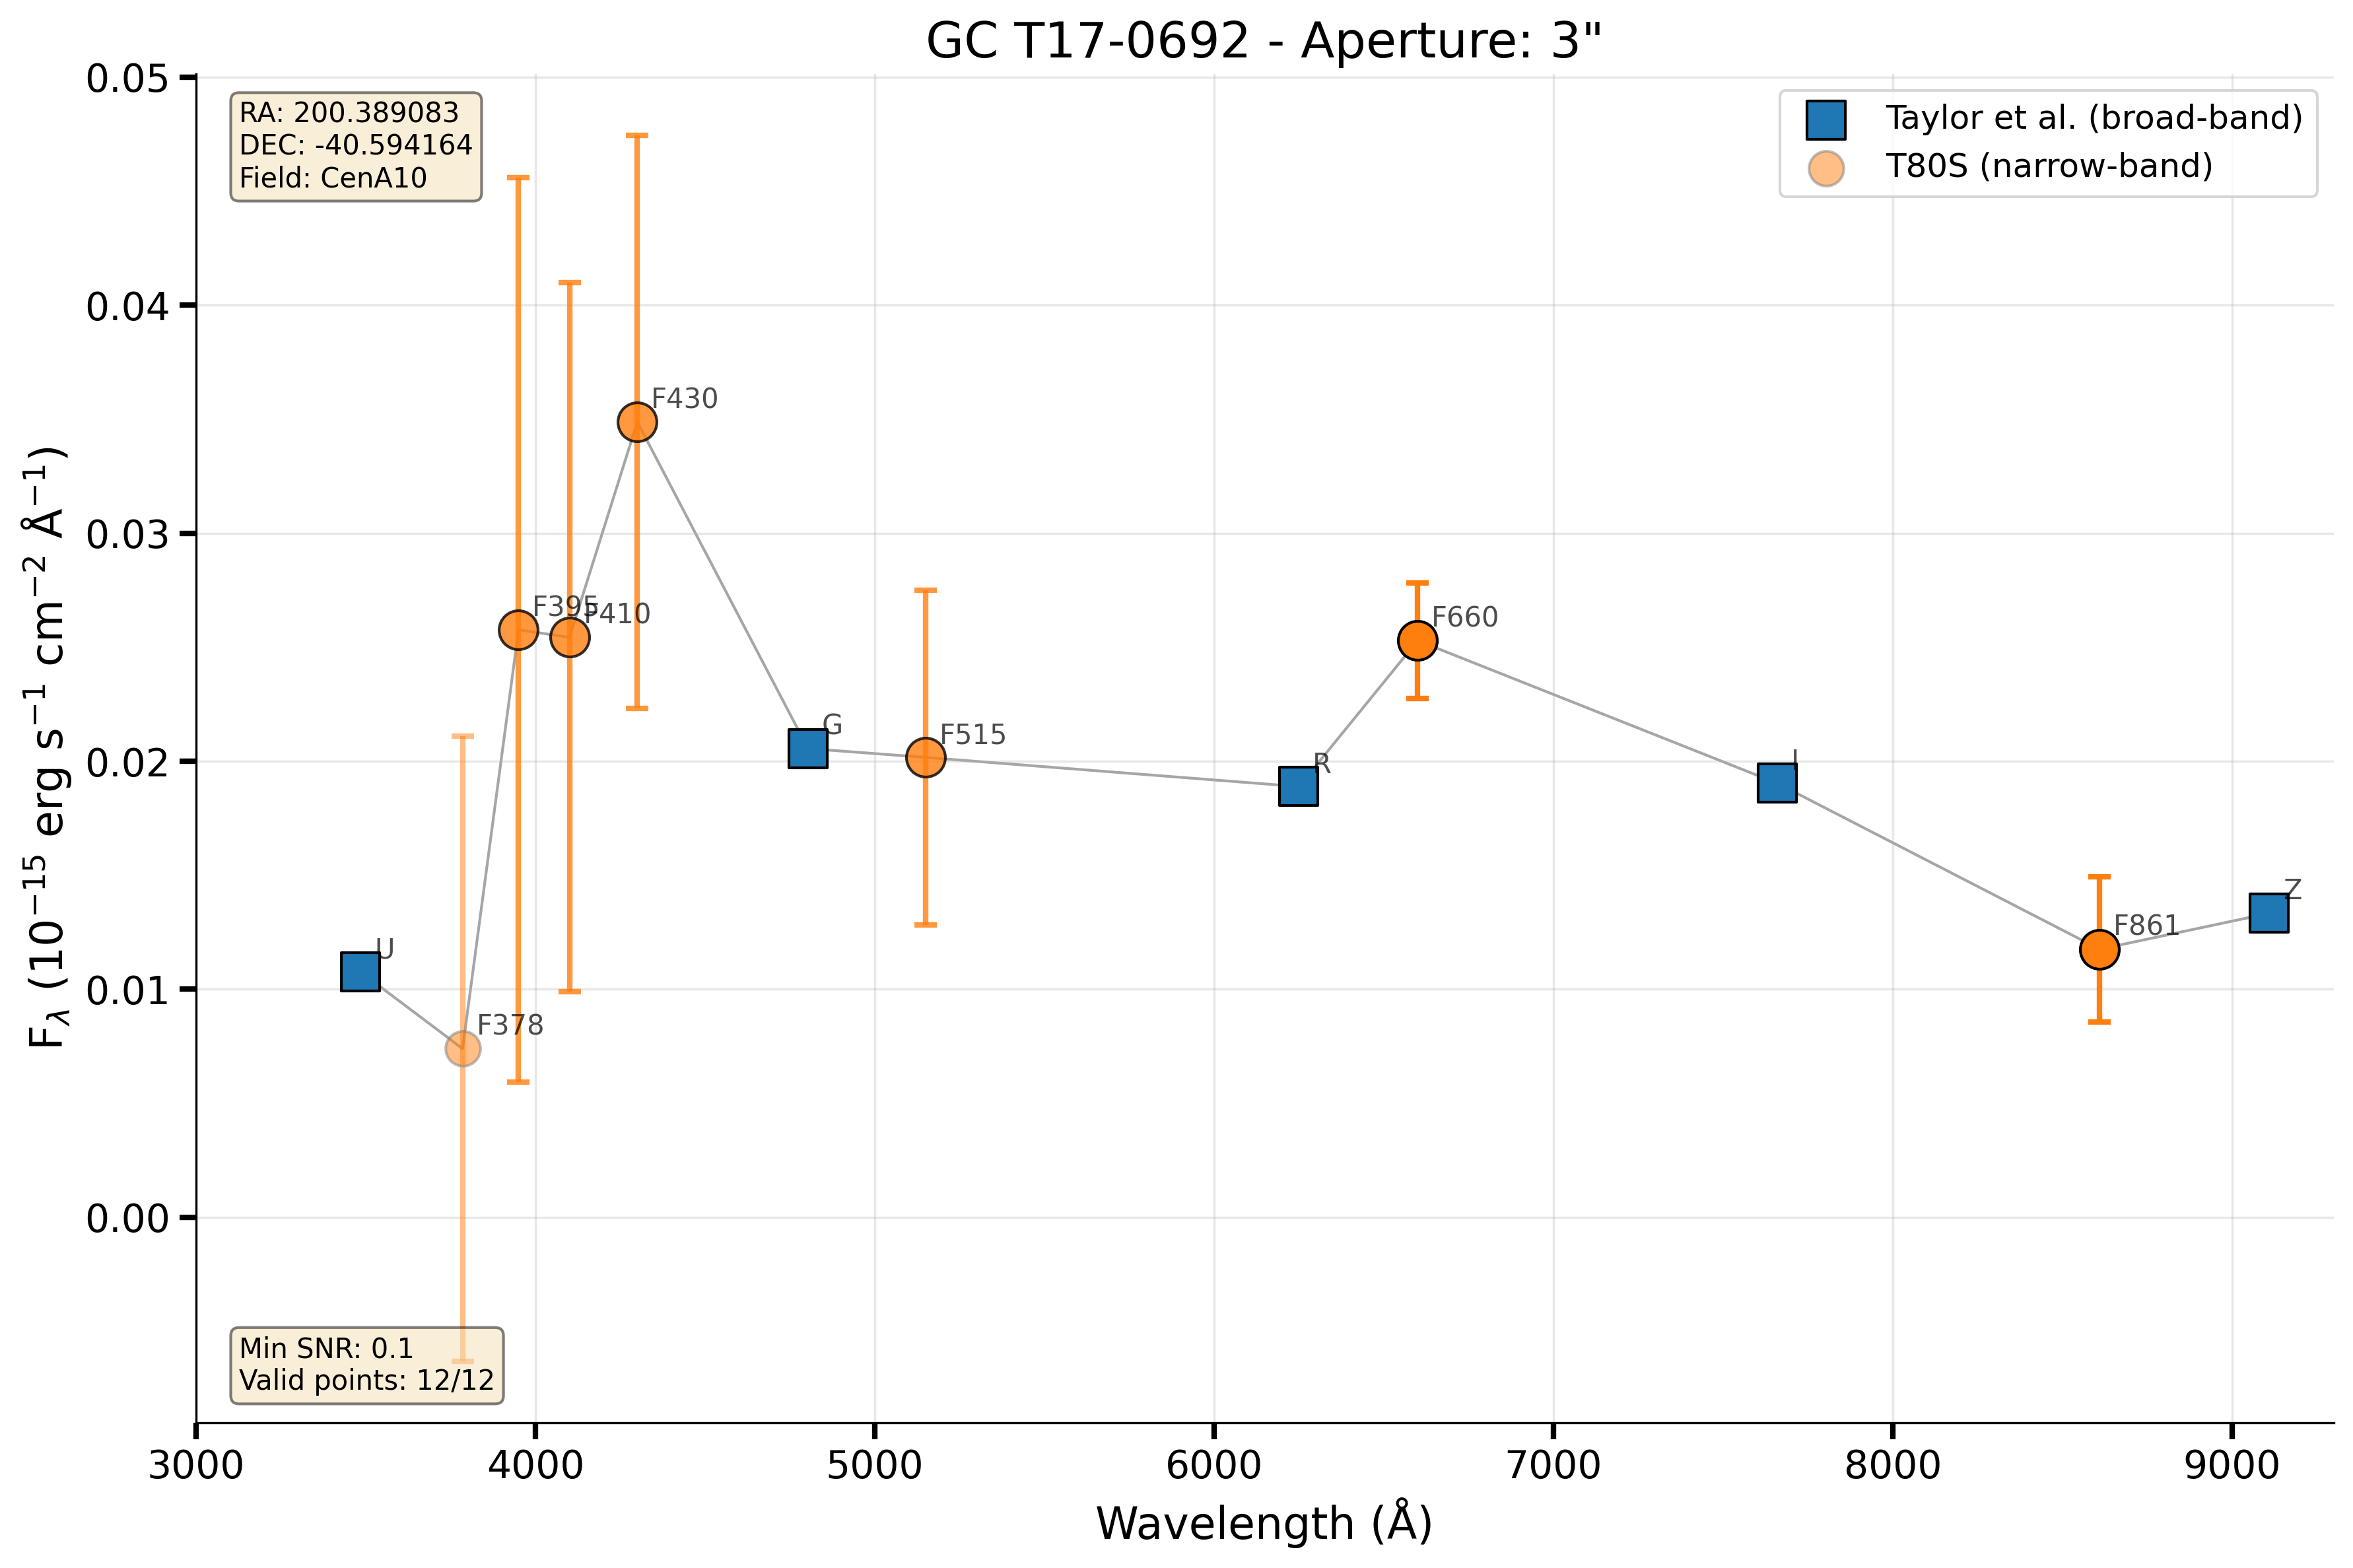 GC T17-0692 - Aperture: 3"
RA: 200.389083
DEC: -40.594164
Field: CenA10
Taylor et al. (broad-band)
T80S (narrow-band)
0.05
0.04
0.03
0.02
0.01
0.00
F_λ (10⁻¹⁵ erg s⁻¹ cm⁻² Å⁻¹)
U
F378
F395
F410
F430
G
F515
R
F660
I
F861
Z
Min SNR: 0.1
Valid points: 12/12
3000 4000 5000 6000 7000 8000 9000
Wavelength (Å)